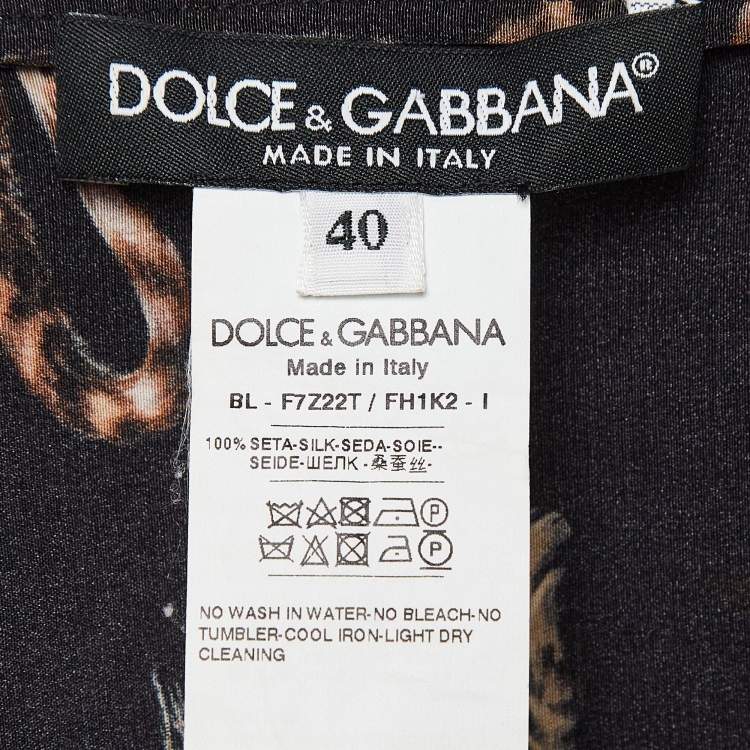 DOLCE & GABBANA®
MADE IN ITALY
40
DOLCE & GABBANA
Made in Italy
BL - F7Z22T / FH1K2 - I
100% SETA-SILK-SEDA-SOIE--
SEIDE-ШЕЛК -桑蚕丝-
P
P
NO WASH IN WATER-NO BLEACH-NO
TUMBLER-COOL IRON-LIGHT DRY
CLEANING